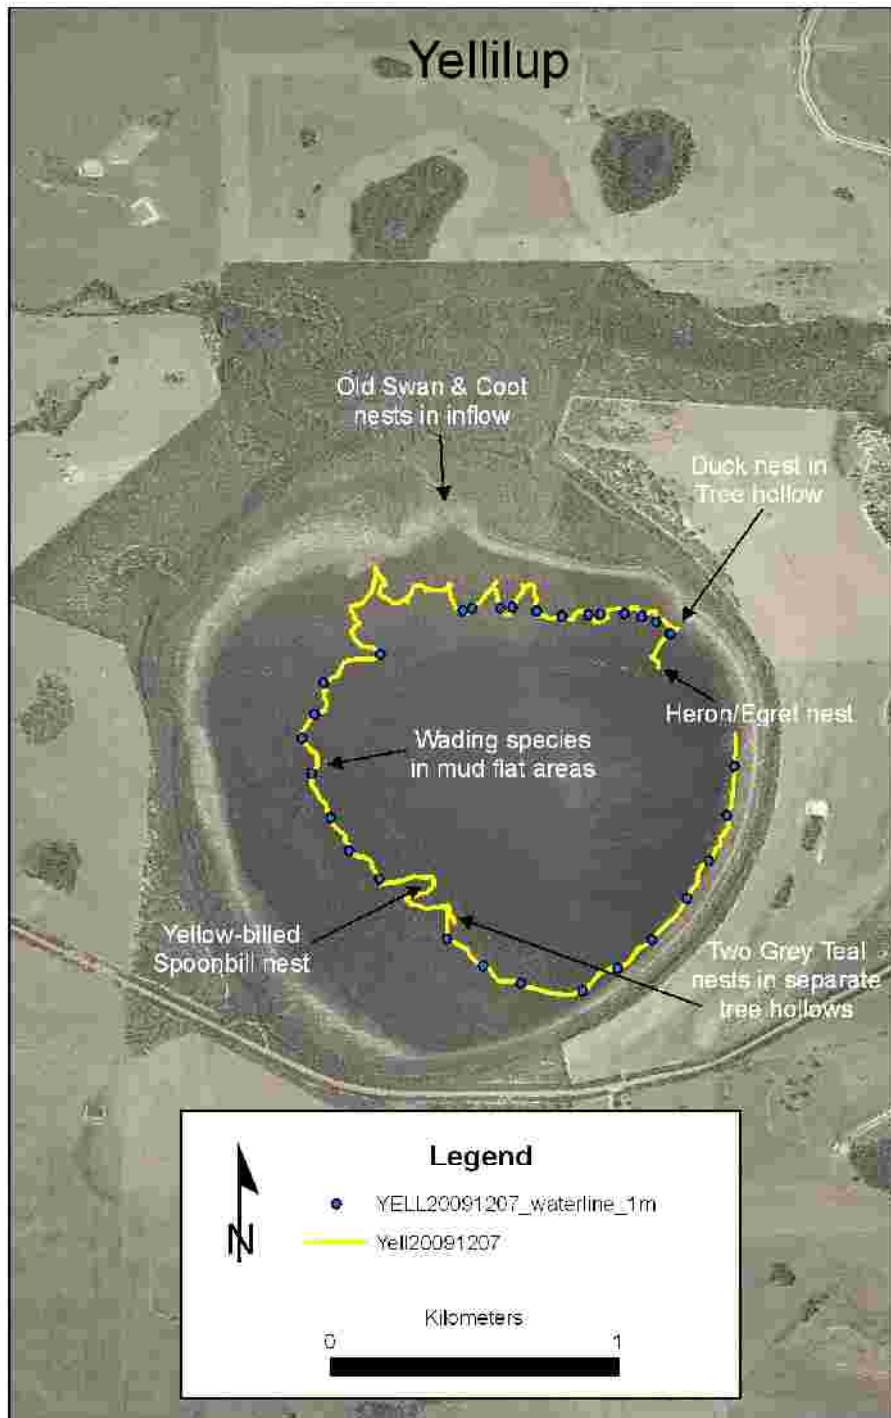 Yellilup
Old Swan & Coot
nests in inflow
Duck nest in
Tree hollow
Heron/Egret nest
Wading species
in mud flat areas
Yellow-billed
Spoonbill nest
Two Grey Teal
nests in separate
tree hollows
Legend
YELL20091207_waterline_1m
Yell20091207
N
Kilometers
0 1